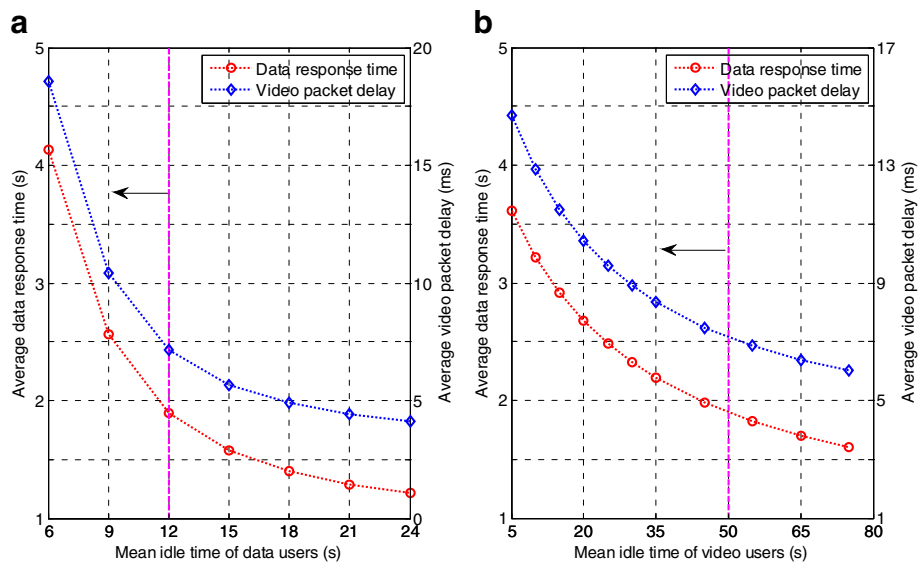 a
b
5
4
3
2
1
20
15
10
5
0
Data response time
Video packet delay
Average data response time (s)
Average video packet delay (ms)
6 9 12 15 18 21 24
Mean idle time of data users (s)
5
4
3
2
1
17
13
9
5
1
Data response time
Video packet delay
Average data response time (s)
Average video packet delay (ms)
5 20 35 50 65 80
Mean idle time of video users (s)